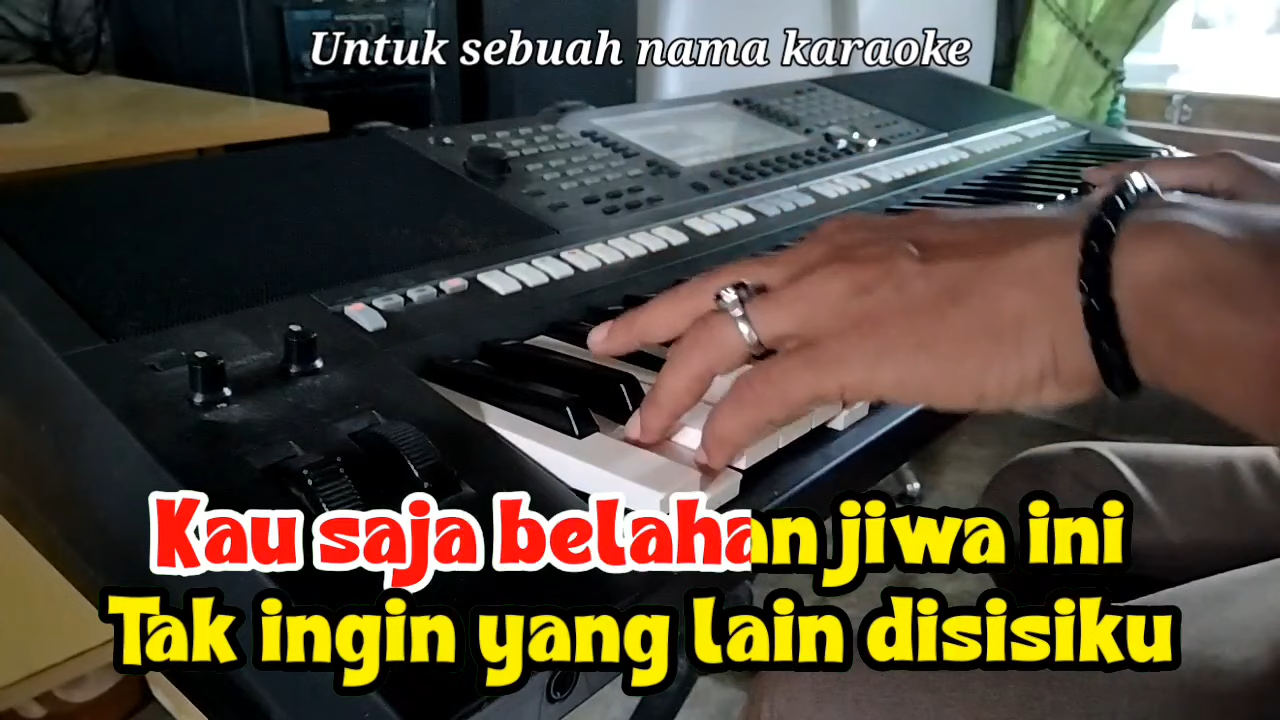 Untuk sebuah nama karaoke
Kau saja belahan jiwa ini
Tak ingin yang lain disisiku